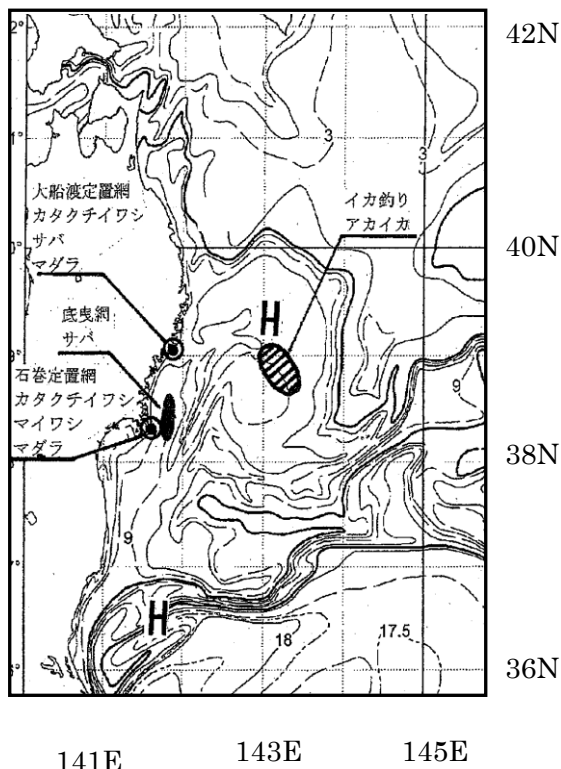 42N
2°
1°
3
3
大船渡定置網
カタクチイワシ
サバ
マダラ
イカ釣り
アカイカ
0°
40N
底曳網
サバ
H
石巻定置網
カタクチイワシ
マイワシ
マダラ
9
38N
9
H
18
17.5
36N
141E
143E
145E